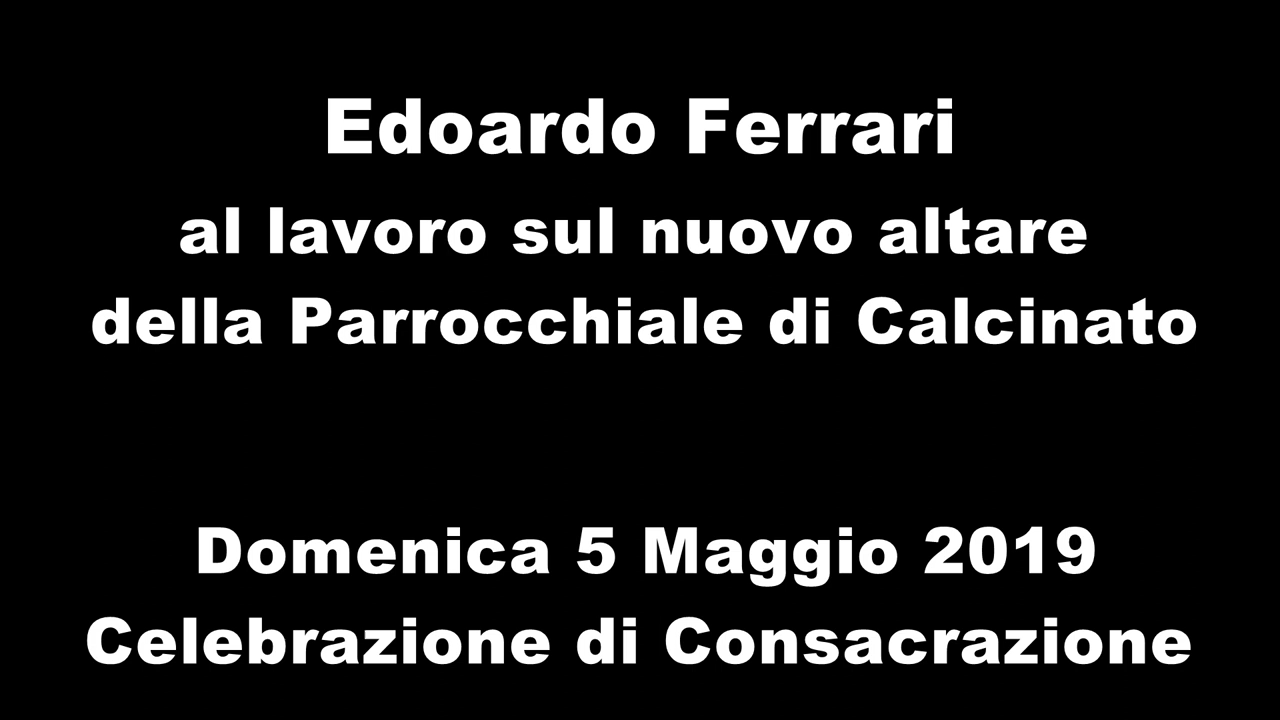 Edoardo Ferrari
al lavoro sul nuovo altare
della Parrocchiale di Calcinato
Domenica 5 Maggio 2019
Celebrazione di Consacrazione